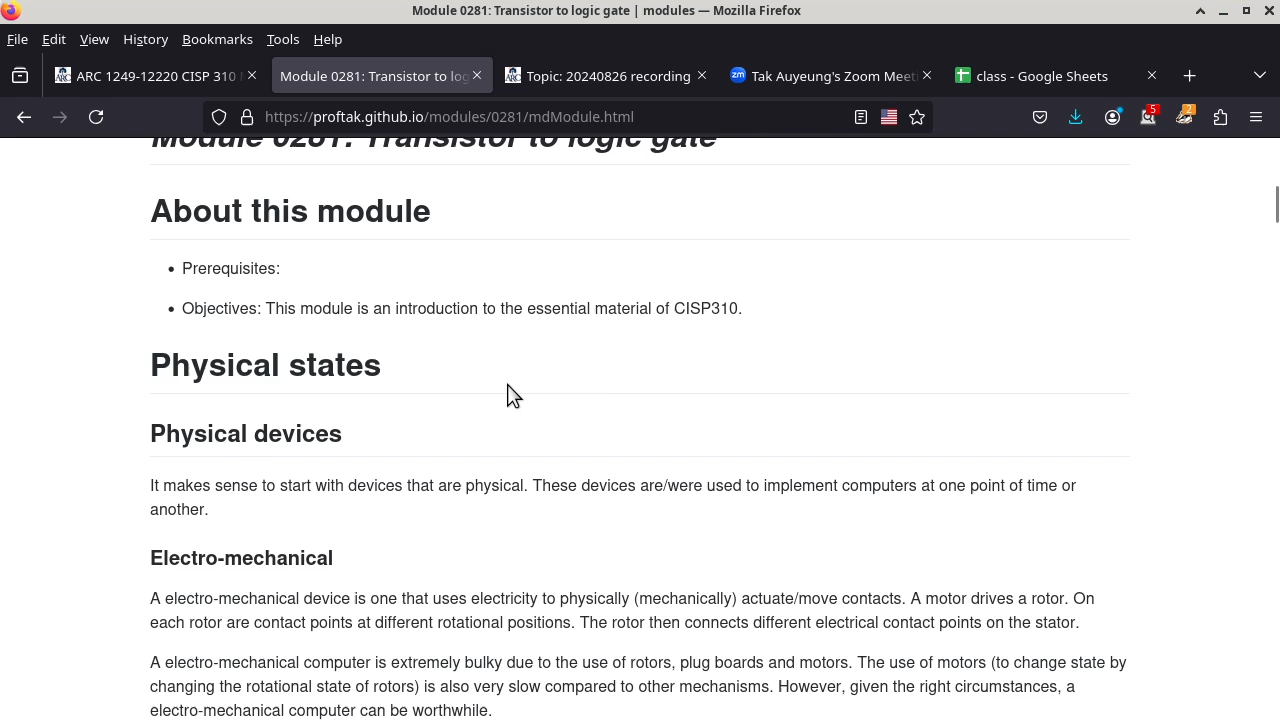 Module 0281: Transistor to logic gate | modules — Mozilla Firefox
File Edit View History Bookmarks Tools Help
ARC 1249-12220 CISP 310
Module 0281: Transistor to log
Topic: 20240826 recording
Tak Auyeung's Zoom Meet
class - Google Sheets
https://proftak.github.io/modules/0281/mdModule.html
5
2
Module 0281: Transistor to logic gate
About this module
• Prerequisites:
• Objectives: This module is an introduction to the essential material of CISP310.
Physical states
Physical devices
It makes sense to start with devices that are physical. These devices are/were used to implement computers at one point of time or
another.
Electro-mechanical
A electro-mechanical device is one that uses electricity to physically (mechanically) actuate/move contacts. A motor drives a rotor. On
each rotor are contact points at different rotational positions. The rotor then connects different electrical contact points on the stator.
A electro-mechanical computer is extremely bulky due to the use of rotors, plug boards and motors. The use of motors (to change state by
changing the rotational state of rotors) is also very slow compared to other mechanisms. However, given the right circumstances, a
electro-mechanical computer can be worthwhile.